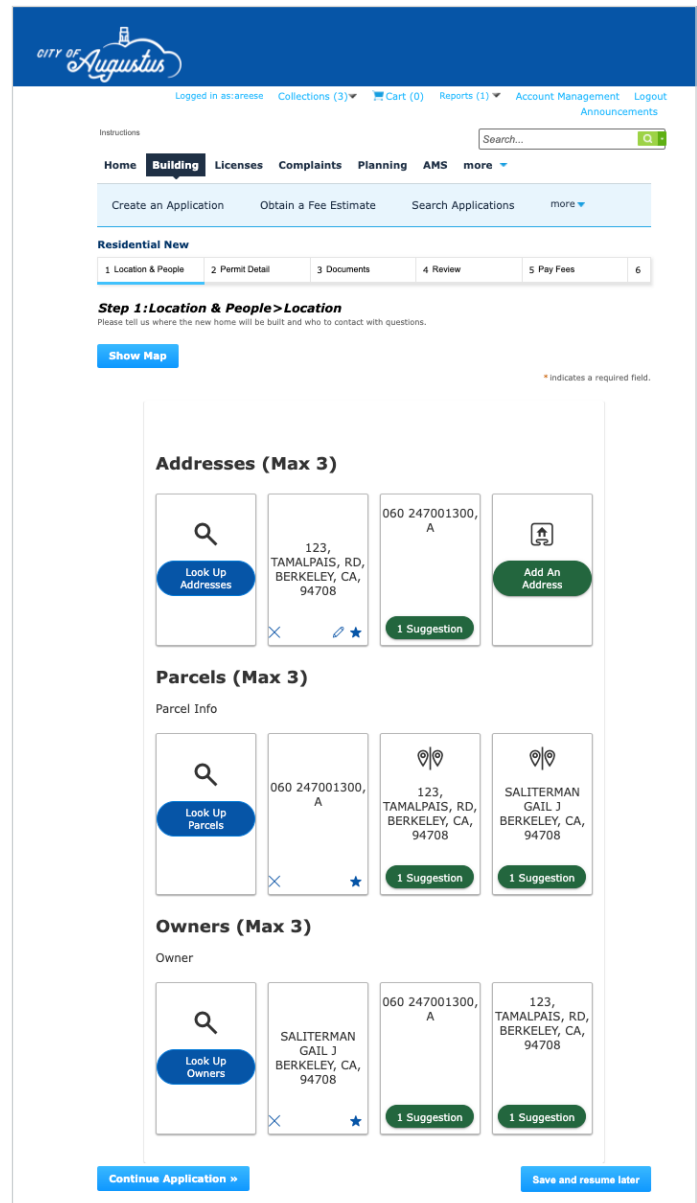 CITY OF
Augustus
Logged in as:areese Collections (3) Cart (0) Reports (1) Account Management Logout
Announcements
Instructions
Search...
Home Building Licenses Complaints Planning AMS more
Create an Application Obtain a Fee Estimate Search Applications more
Residential New
1 Location & People 2 Permit Detail 3 Documents 4 Review 5 Pay Fees 6
Step 1:Location & People>Location
Please tell us where the new home will be built and who to contact with questions.
Show Map
* indicates a required field.
Addresses (Max 3)
Look Up
Addresses
123,
TAMALPAIS, RD,
BERKELEY, CA,
94708
060 247001300,
A
1 Suggestion
Add An
Address
Parcels (Max 3)
Parcel Info
Look Up
Parcels
060 247001300,
A
123,
TAMALPAIS, RD,
BERKELEY, CA,
94708
1 Suggestion
SALITERMAN
GAIL J
BERKELEY, CA,
94708
1 Suggestion
Owners (Max 3)
Owner
Look Up
Owners
SALITERMAN
GAIL J
BERKELEY, CA,
94708
060 247001300,
A
1 Suggestion
123,
TAMALPAIS, RD,
BERKELEY, CA,
94708
1 Suggestion
Continue Application »
Save and resume later